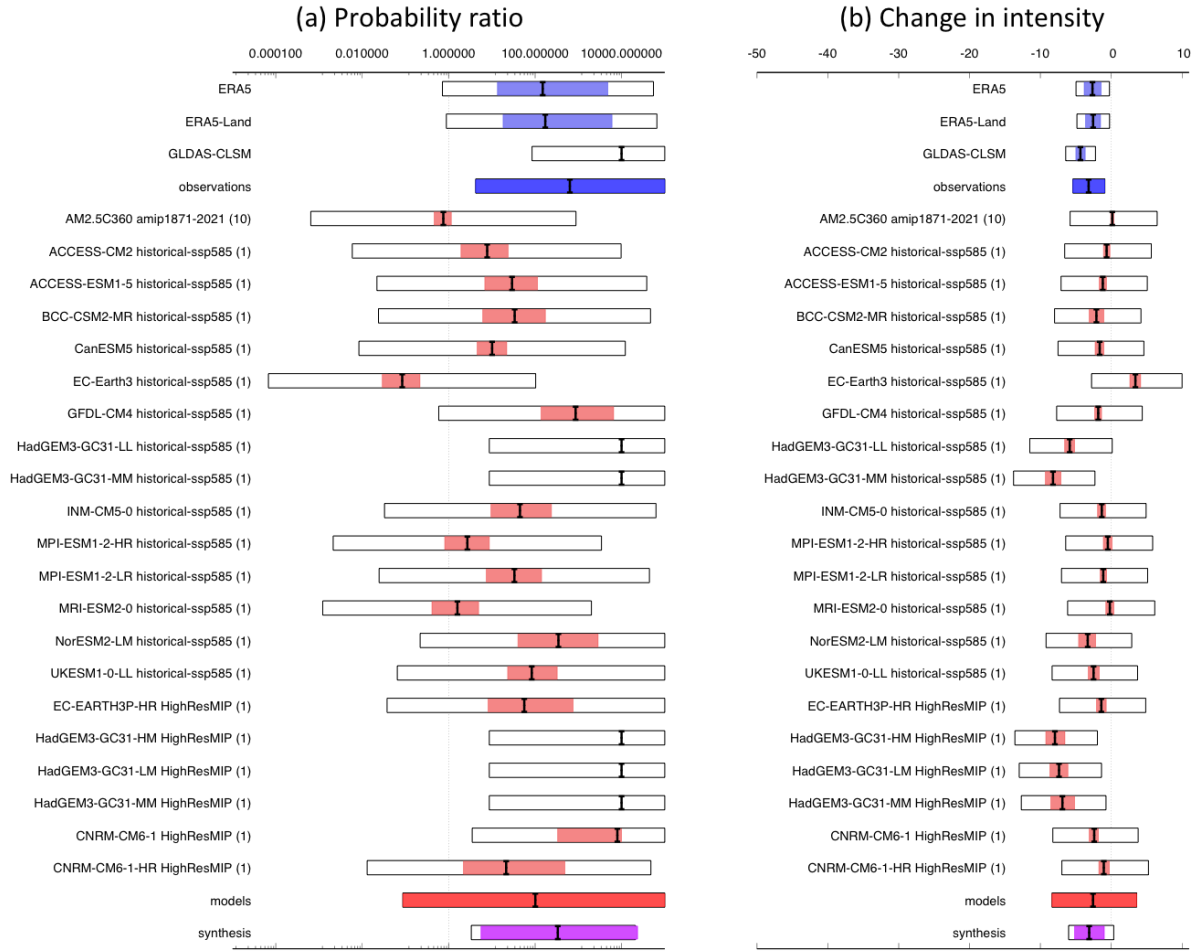 (a) Probability ratio
(b) Change in intensity
0.000100 0.010000 1.0000000 100.0000000 10000.0000000
-50 -40 -30 -20 -10 0 10
ERA5 ERA5
ERA5-Land ERA5-Land
GLDAS-CLSM GLDAS-CLSM
observations observations
AM2.5C360 amip1871-2021 (10) AM2.5C360 amip1871-2021 (10)
ACCESS-CM2 historical-ssp585 (1) ACCESS-CM2 historical-ssp585 (1)
ACCESS-ESM1-5 historical-ssp585 (1) ACCESS-ESM1-5 historical-ssp585 (1)
BCC-CSM2-MR historical-ssp585 (1) BCC-CSM2-MR historical-ssp585 (1)
CanESM5 historical-ssp585 (1) CanESM5 historical-ssp585 (1)
EC-Earth3 historical-ssp585 (1) EC-Earth3 historical-ssp585 (1)
GFDL-CM4 historical-ssp585 (1) GFDL-CM4 historical-ssp585 (1)
HadGEM3-GC31-LL historical-ssp585 (1) HadGEM3-GC31-LL historical-ssp585 (1)
HadGEM3-GC31-MM historical-ssp585 (1) HadGEM3-GC31-MM historical-ssp585 (1)
INM-CM5-0 historical-ssp585 (1) INM-CM5-0 historical-ssp585 (1)
MPI-ESM1-2-HR historical-ssp585 (1) MPI-ESM1-2-HR historical-ssp585 (1)
MPI-ESM1-2-LR historical-ssp585 (1) MPI-ESM1-2-LR historical-ssp585 (1)
MRI-ESM2-0 historical-ssp585 (1) MRI-ESM2-0 historical-ssp585 (1)
NorESM2-LM historical-ssp585 (1) NorESM2-LM historical-ssp585 (1)
UKESM1-0-LL historical-ssp585 (1) UKESM1-0-LL historical-ssp585 (1)
EC-EARTH3P-HR HighResMIP (1) EC-EARTH3P-HR HighResMIP (1)
HadGEM3-GC31-HM HighResMIP (1) HadGEM3-GC31-HM HighResMIP (1)
HadGEM3-GC31-LM HighResMIP (1) HadGEM3-GC31-LM HighResMIP (1)
HadGEM3-GC31-MM HighResMIP (1) HadGEM3-GC31-MM HighResMIP (1)
CNRM-CM6-1 HighResMIP (1) CNRM-CM6-1 HighResMIP (1)
CNRM-CM6-1-HR HighResMIP (1) CNRM-CM6-1-HR HighResMIP (1)
models models
synthesis synthesis